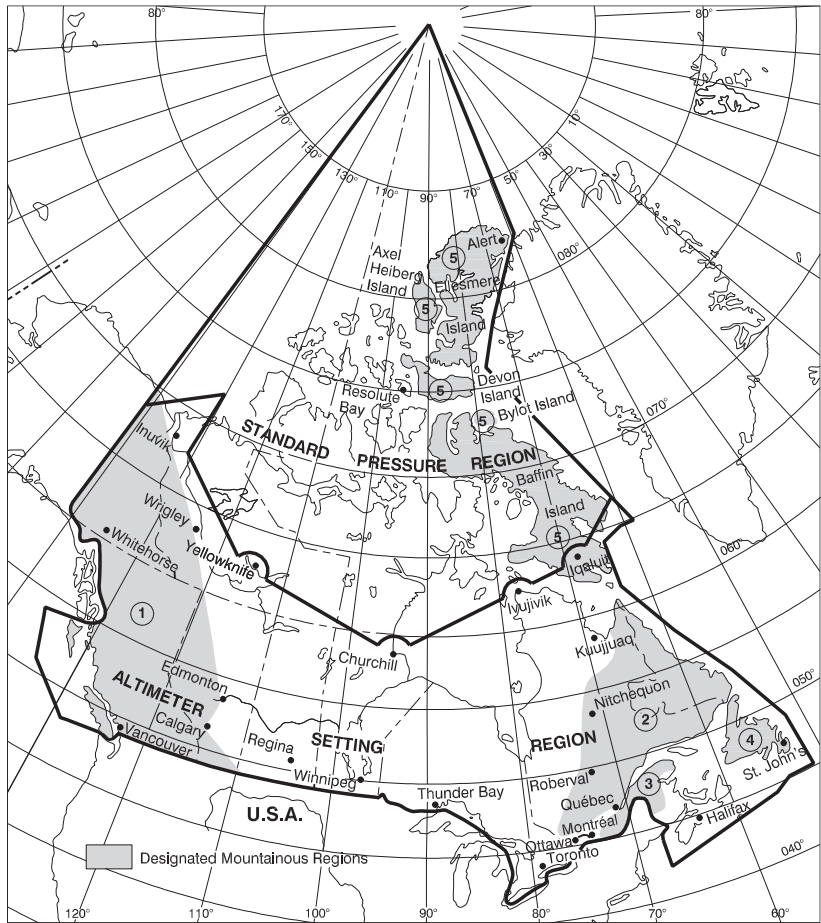 80°
80°
170°
150°
130°
110°
90°
70°
50°
30°
10°
080°
Alert
5
Axel
Heiberg
Island
Ellesmere
5
Island
Resolute
Bay
5
Devon
Island
5
Bylot Island
070°
Inuvik
STANDARD PRESSURE REGION
Baffin
Island
Wrigley
Whitehorse
Yellowknife
5
Iqaluit
060°
Ivujivik
1
Churchill
Kuujjuaq
Edmonton
050°
ALTIMETER
Nitchequon
2
Calgary
Vancouver
SETTING
REGION
4
Regina
St. John's
Winnipeg
Roberval
3
Thunder Bay
Québec
U.S.A.
Montréal
Halifax
Ottawa
Toronto
040°
Designated Mountainous Regions
120°
110°
100°
90°
80°
70°
60°